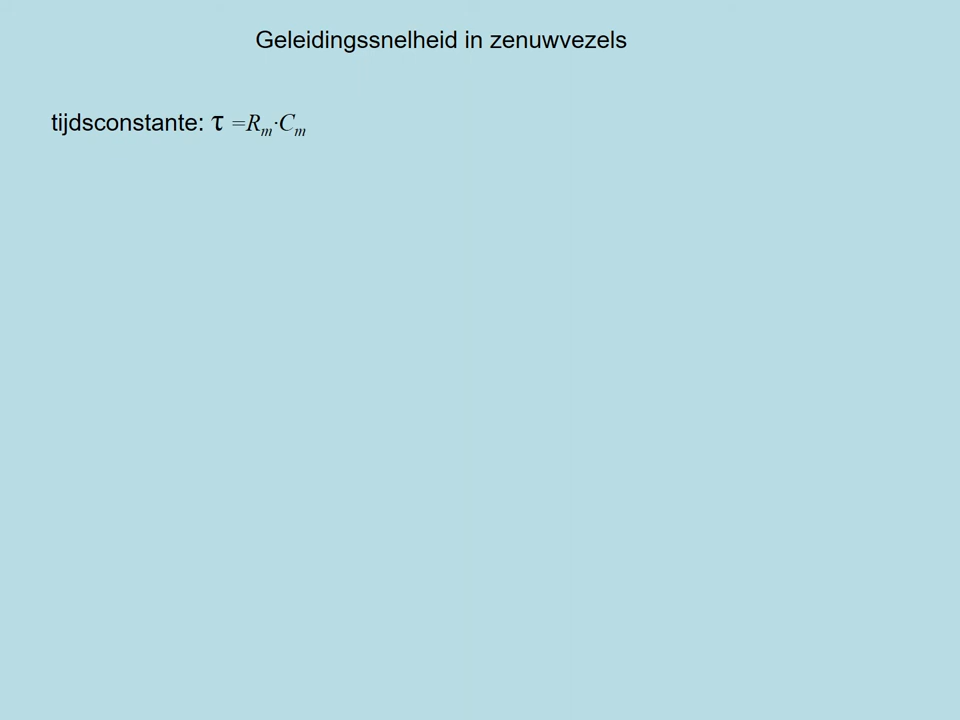 Geleidingssnelheid in zenuwvezels
tijdsconstante: τ =Rm·Cm